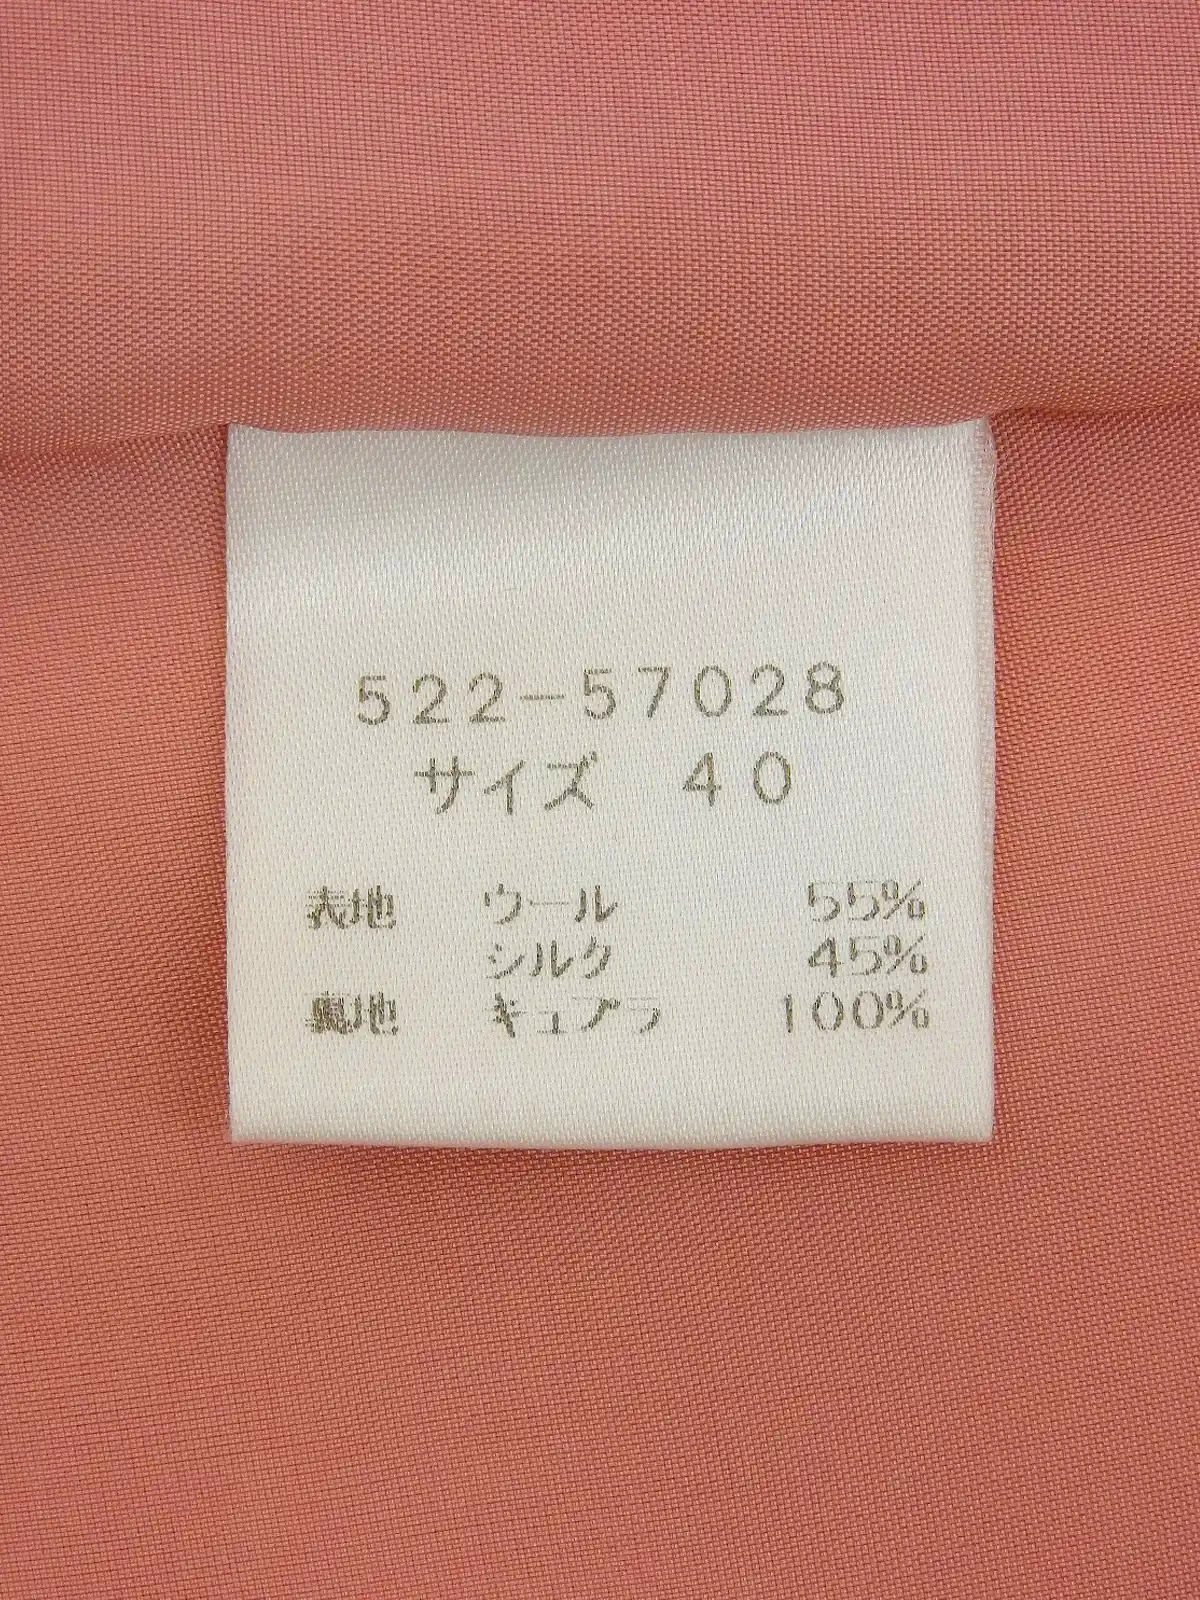 522-57028
サイズ 40
表地 ウール 55%
シルク 45%
裏地 キュプラ 100%